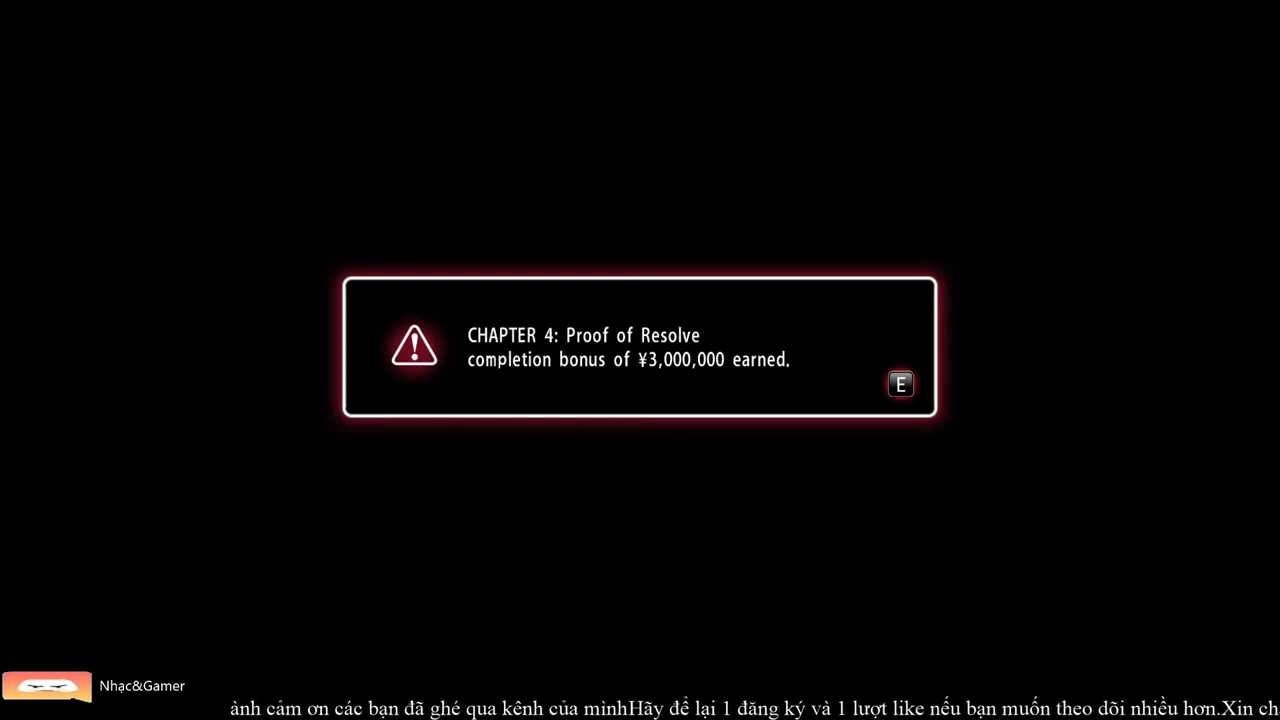 CHAPTER 4: Proof of Resolve
completion bonus of ¥3,000,000 earned.
E
Nhạc&Gamer
ành cảm ơn các bạn đã ghé qua kênh của mìnhHãy để lại 1 đăng ký và 1 lượt like nếu bạn muốn theo dõi nhiều hơn.Xin ch